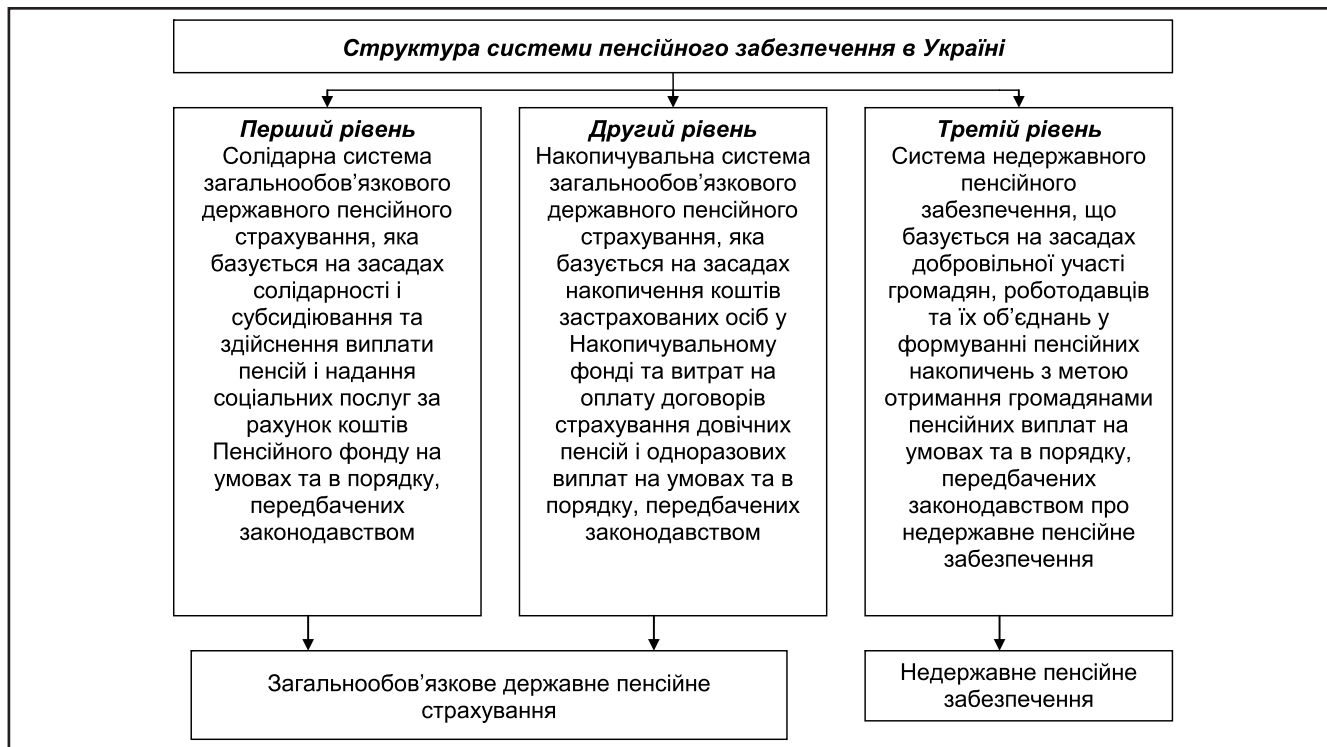 Структура системи пенсійного забезпечення в Україні
Перший рівень
Солідарна система
загальнообов’язкового
державного пенсійного
страхування, яка
базується на засадах
солідарності і
субсидіювання та
здійснення виплати
пенсій і надання
соціальних послуг за
рахунок коштів
Пенсійного фонду на
умовах та в порядку,
передбачених
законодавством
Другий рівень
Накопичувальна система
загальнообов’язкового
державного пенсійного
страхування, яка
базується на засадах
накопичення коштів
застрахованих осіб у
Накопичувальному
фонді та витрат на
оплату договорів
страхування довічних
пенсій і одноразових
виплат на умовах та в
порядку, передбачених
законодавством
Третій рівень
Система недержавного
пенсійного
забезпечення, що
базується на засадах
добровільної участі
громадян, роботодавців
та їх об’єднань у
формуванні пенсійних
накопичень з метою
отримання громадянами
пенсійних виплат на
умовах та в порядку,
передбачених
законодавством про
недержавне пенсійне
забезпечення
Загальнообов’язкове державне пенсійне
страхування
Недержавне пенсійне
забезпечення